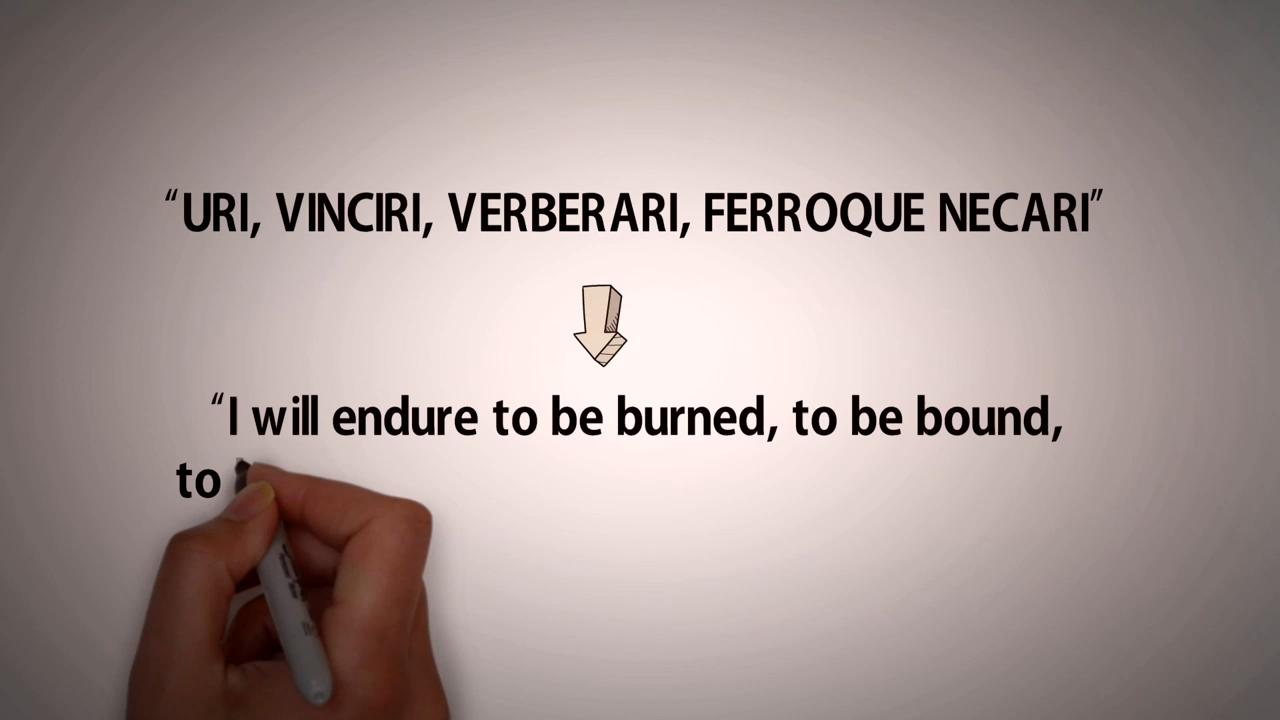 “URI, VINCIRI, VERBERARI, FERROQUE NECARI”
“I will endure to be burned, to be bound,
to